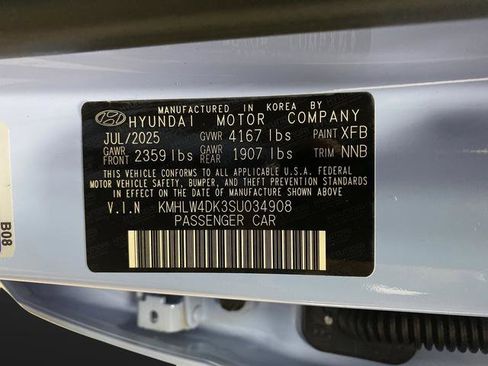 MANUFACTURED IN KOREA BY
HYUNDAI MOTOR COMPANY
JUL/2025 GVWR 4167 lbs PAINT XFB
GAWR FRONT 2359 lbs GAWR REAR 1907 lbs TRIM NNB
THIS VEHICLE CONFORMS TO ALL APPLICABLE U.S.A. FEDERAL
MOTOR VEHICLE SAFETY, BUMPER, AND THEFT PREVENTION STANDARDS
IN EFFECT ON THE DATE OF MANUFACTURE SHOWN ABOVE
V.I.N KMHLW4DK3SU034908
PASSENGER CAR
B08